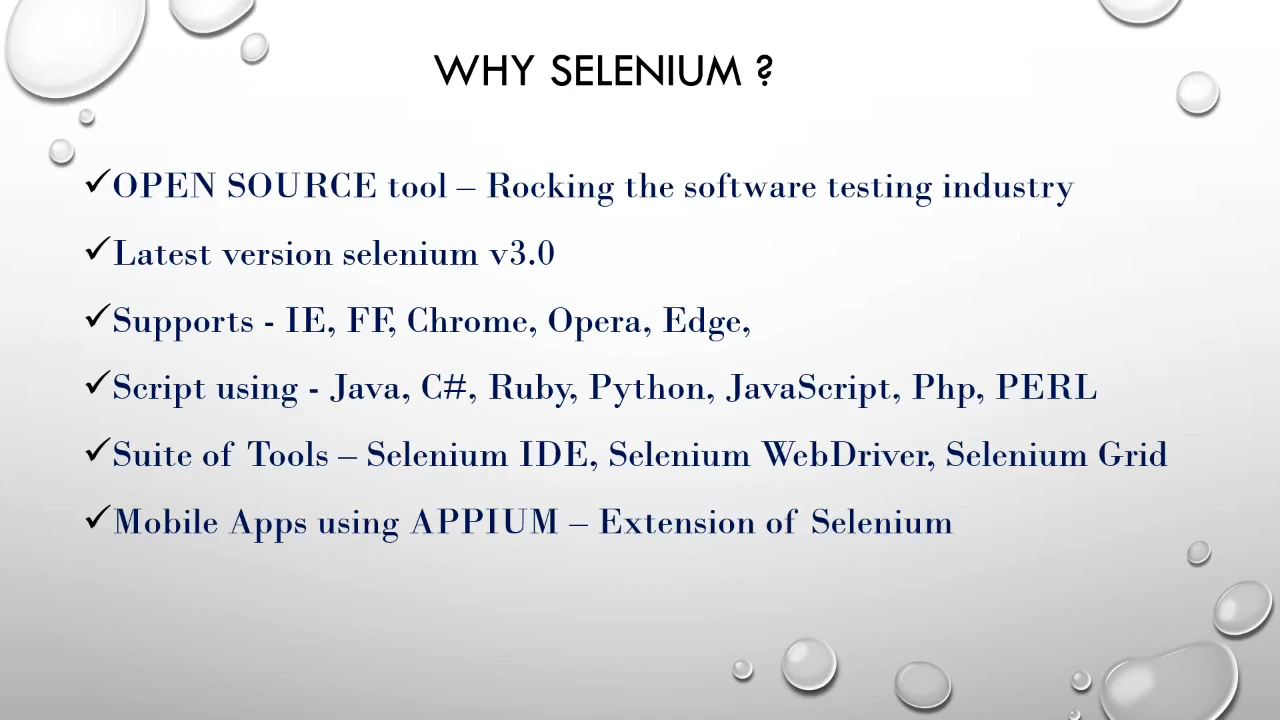 WHY SELENIUM ?
✓OPEN SOURCE tool – Rocking the software testing industry
✓Latest version selenium v3.0
✓Supports - IE, FF, Chrome, Opera, Edge,
✓Script using - Java, C#, Ruby, Python, JavaScript, Php, PERL
✓Suite of Tools – Selenium IDE, Selenium WebDriver, Selenium Grid
✓Mobile Apps using APPIUM – Extension of Selenium